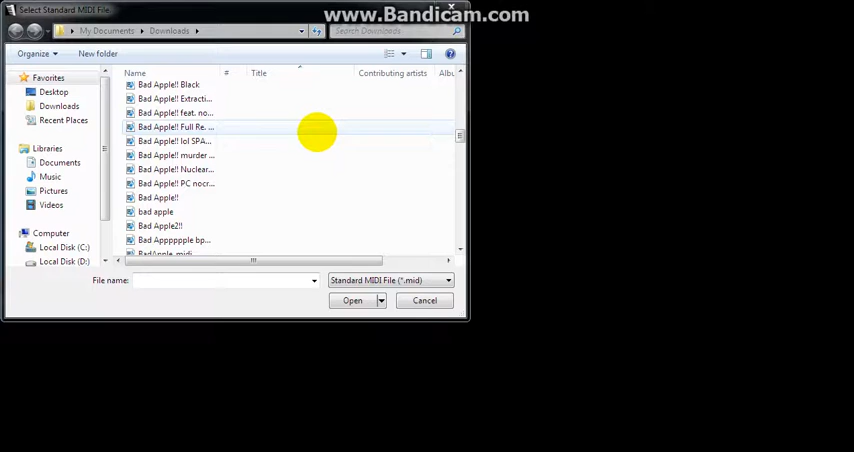 Select Standard MIDI File.
www.Bandicam.com
My Documents Downloads
Search Downloads
Organize New folder
Favorites
Desktop
Downloads
Recent Places
Libraries
Documents
Music
Pictures
Videos
Computer
Local Disk (C:)
Local Disk (D:)
Name # Title Contributing artists Albu
Bad Apple!! Black
Bad Apple!! Extracti...
Bad Apple!! feat. no...
Bad Apple!! Full Re. ...
Bad Apple!! lol SPA...
Bad Apple!! murder ...
Bad Apple!! Nuclear...
Bad Apple!! PC nocr...
Bad Apple!!
bad apple
Bad Apple2!!
Bad Apppppple bp...
BadApple_midi
File name:
Standard MIDI File (*.mid)
Open Cancel